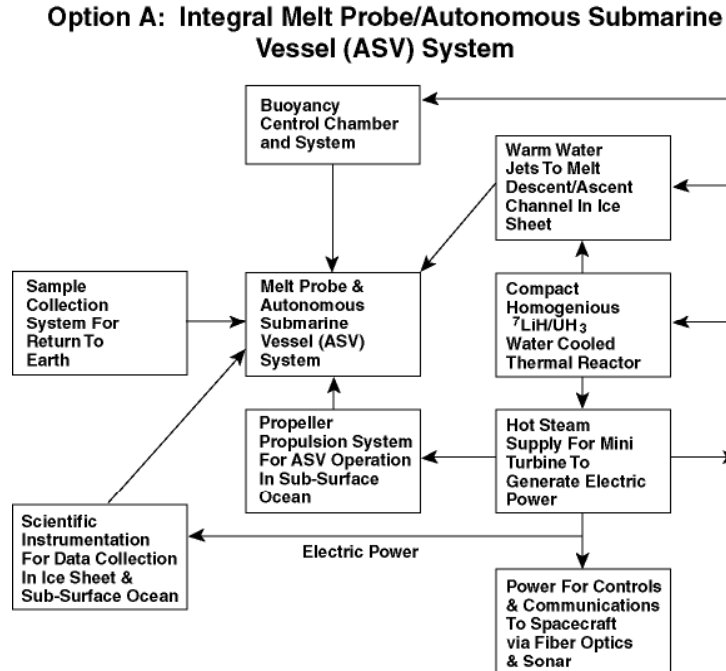 Option A:  Integral Melt Probe/Autonomous Submarine
Vessel (ASV) System
Buoyancy
Central Chamber
and System
Warm Water
Jets To Melt
Descent/Ascent
Channel In Ice
Sheet
Sample
Collection
System For
Return To
Earth
Melt Probe &
Autonomous
Submarine
Vessel (ASV)
System
Compact
Homogenious
⁷LiH/UH₃
Water Cooled
Thermal Reactor
Propeller
Propulsion System
For ASV Operation
In Sub-Surface
Ocean
Hot Steam
Supply For Mini
Turbine To
Generate Electric
Power
Scientific
Instrumentation
For Data Collection
In Ice Sheet &
Sub-Surface Ocean
Electric Power
Power For Controls
& Communications
To Spacecraft
via Fiber Optics
& Sonar